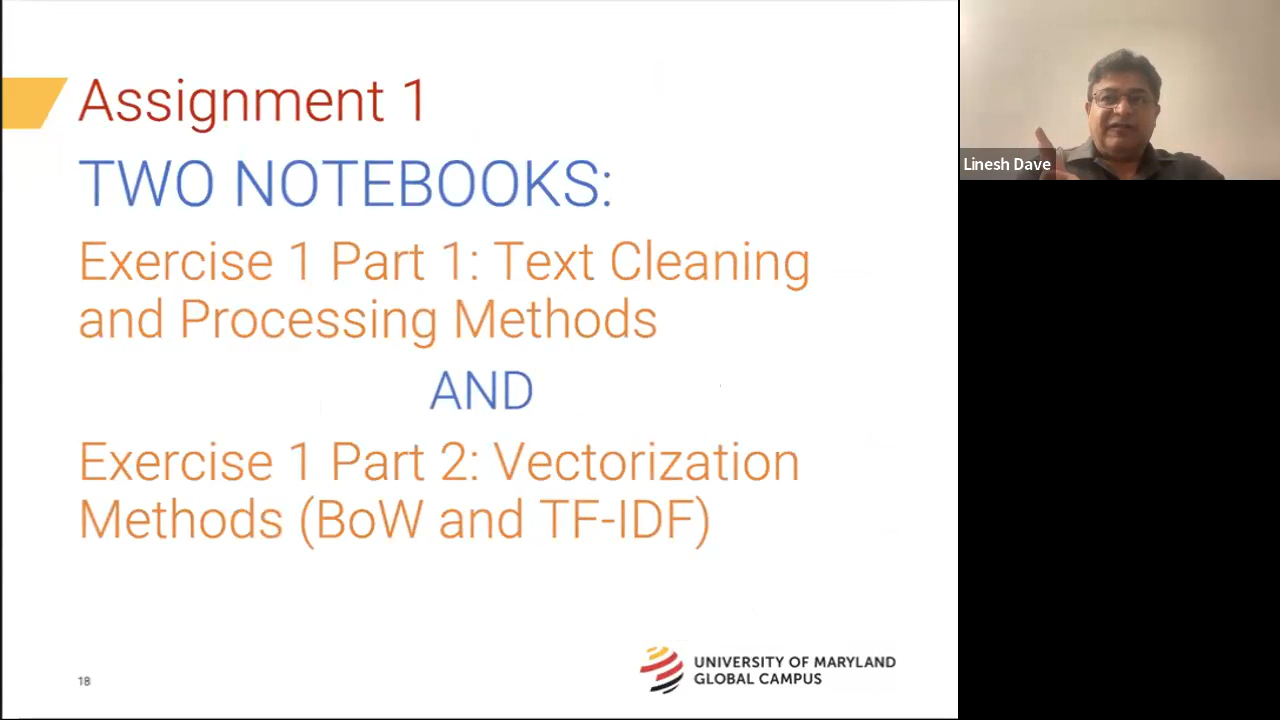 Assignment 1
TWO NOTEBOOKS:
Exercise 1 Part 1: Text Cleaning
and Processing Methods
AND
Exercise 1 Part 2: Vectorization
Methods (BoW and TF-IDF)
18
UNIVERSITY OF MARYLAND
GLOBAL CAMPUS
Linesh Dave